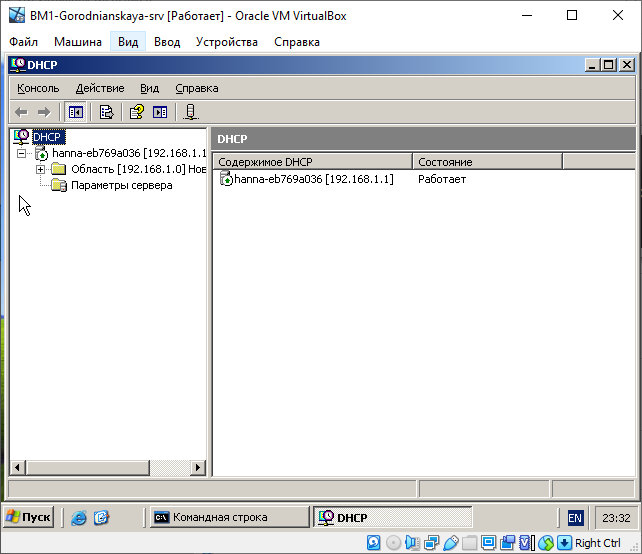 BM1-Gorodnianskaya-srv [Работает] - Oracle VM VirtualBox
Файл Машина Вид Ввод Устройства Справка
DHCP
Консоль Действие Вид Справка
DHCP
hanna-eb769a036 [192.168.1.1
Область [192.168.1.0] Нов
Параметры сервера
DHCP
Содержимое DHCP Состояние
hanna-eb769a036 [192.168.1.1] Работает
Пуск Командная строка DHCP EN 23:32
Right Ctrl